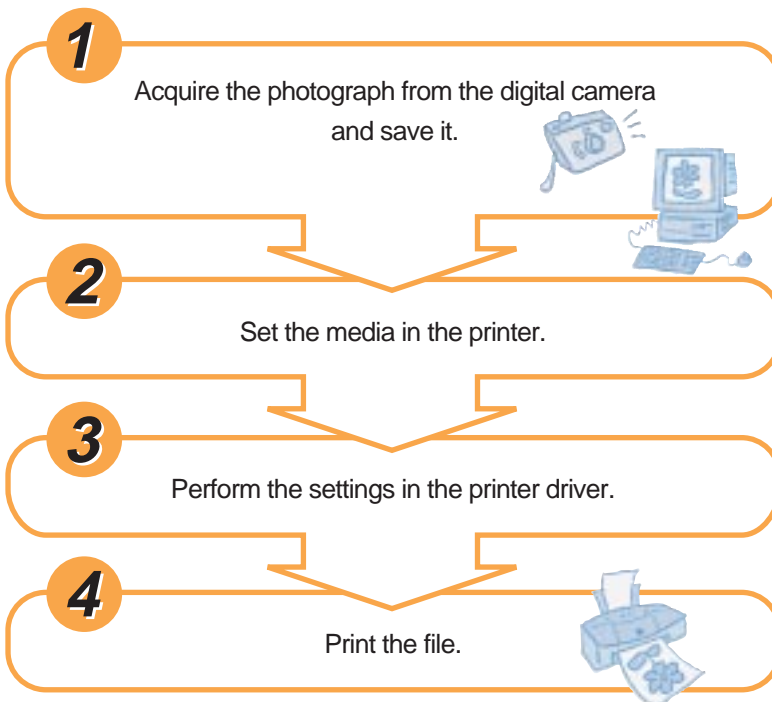 1
Acquire the photograph from the digital camera
and save it.
2
Set the media in the printer.
3
Perform the settings in the printer driver.
4
Print the file.